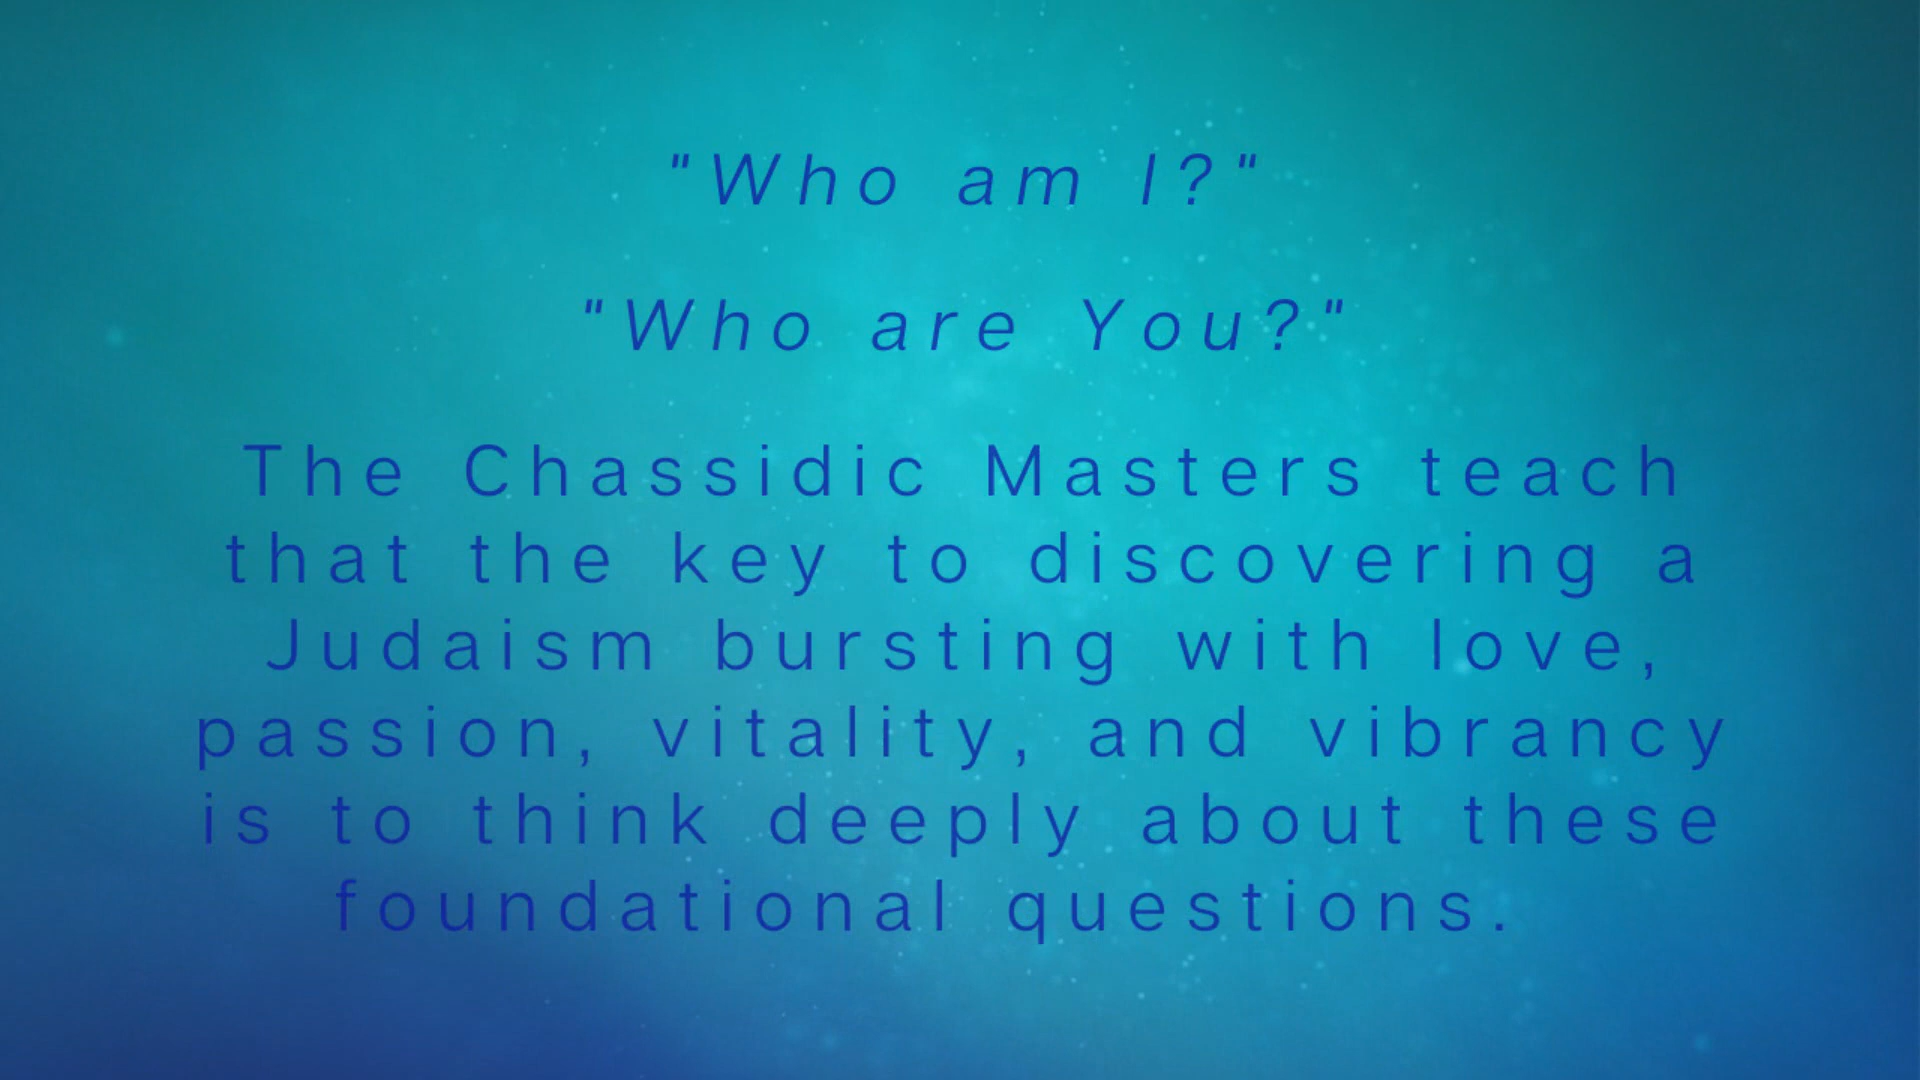 "Who am I?"
"Who are You?"
The Chassidic Masters teach
that the key to discovering a
Judaism bursting with love,
passion, vitality, and vibrancy
is to think deeply about these
foundational questions.